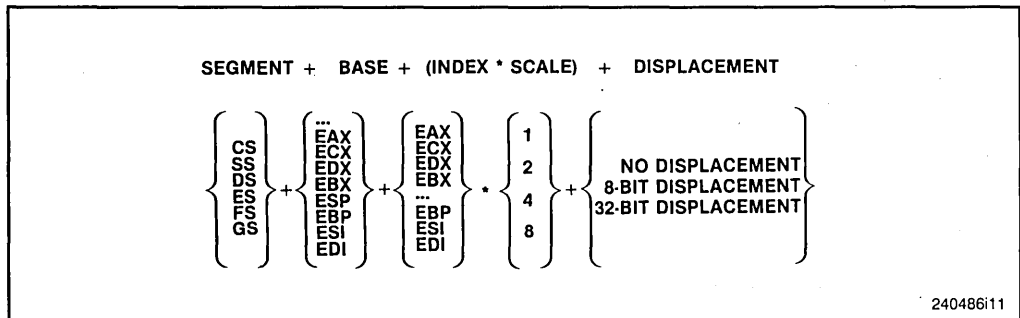 SEGMENT + BASE + (INDEX * SCALE) + DISPLACEMENT
CS
SS
DS
ES
FS
GS
+
...
EAX
ECX
EDX
EBX
ESP
EBP
ESI
EDI
+
EAX
ECX
EDX
EBX
...
EBP
ESI
EDI
*
1
2
4
8
+
NO DISPLACEMENT
8-BIT DISPLACEMENT
32-BIT DISPLACEMENT
240486i11